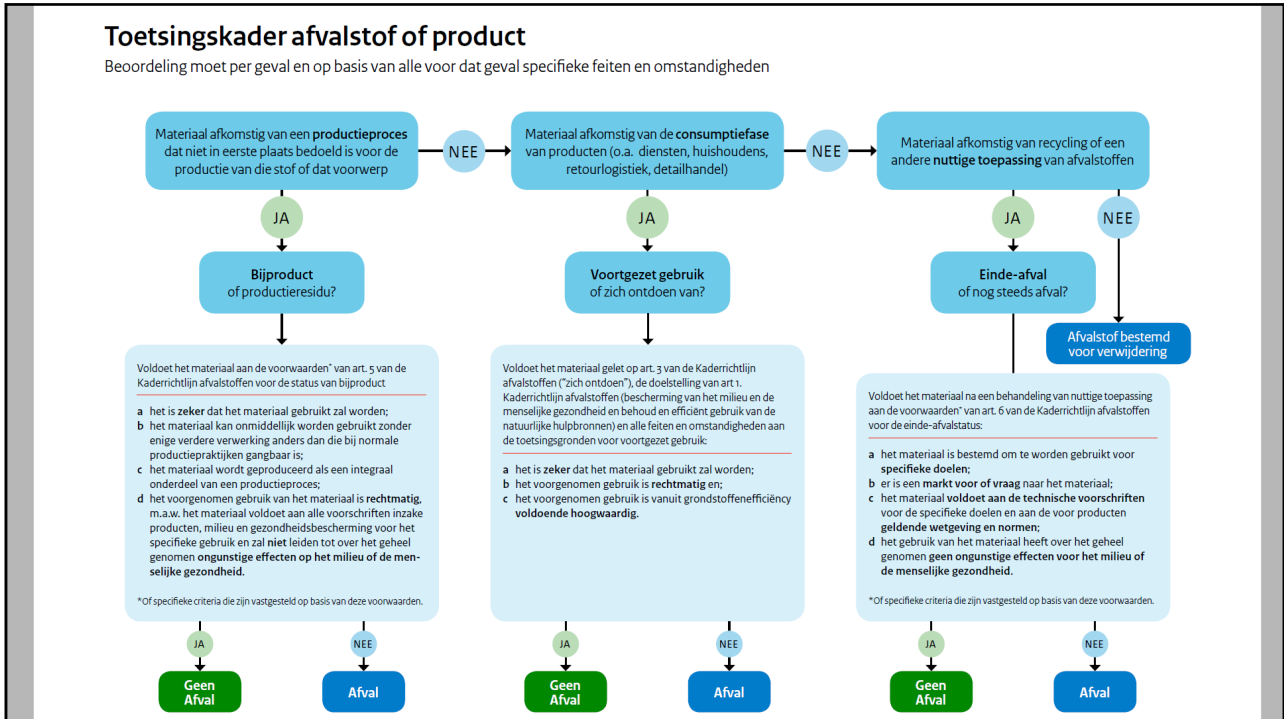 Toetsingskader afvalstof of product
Beoordeling moet per geval en op basis van alle voor dat geval specifieke feiten en omstandigheden
Materiaal afkomstig van een productieproces
dat niet in eerste plaats bedoeld is voor de
productie van die stof of dat voorwerp
NEE
Materiaal afkomstig van de consumptiefase
van producten (o.a. diensten, huishoudens,
retourlogistiek, detailhandel)
NEE
Materiaal afkomstig van recycling of een
andere nuttige toepassing van afvalstoffen
JA
JA
JA
NEE
Bijproduct
of productieresidu?
Voortgezet gebruik
of zich ontdoen van?
Einde-afval
of nog steeds afval?
Afvalstof bestemd
voor verwijdering
Voldoet het materiaal aan de voorwaarden* van art. 5 van de
Kaderrichtlijn afvalstoffen voor de status van bijproduct
a het is zeker dat het materiaal gebruikt zal worden;
b het materiaal kan onmiddellijk worden gebruikt zonder
enige verdere verwerking anders dan die bij normale
productiepraktijken gangbaar is;
c het materiaal wordt geproduceerd als een integraal
onderdeel van een productieproces;
d het voorgenomen gebruik van het materiaal is rechtmatig,
m.a.w. het materiaal voldoet aan alle voorschriften inzake
producten, milieu en gezondheidsbescherming voor het
specifieke gebruik en zal niet leiden tot over het geheel
genomen ongunstige effecten op het milieu of de men-
selijke gezondheid.
*Of specifieke criteria die zijn vastgesteld op basis van deze voorwaarden.
Voldoet het materiaal gelet op art. 3 van de Kaderrichtlijn
afvalstoffen ("zich ontdoen"), de doelstelling van art 1.
Kaderrichtlijn afvalstoffen (bescherming van het milieu en de
menselijke gezondheid en behoud en efficiënt gebruik van de
natuurlijke hulpbronnen) en alle feiten en omstandigheden aan
de toetsingsgronden voor voortgezet gebruik:
a het is zeker dat het materiaal gebruikt zal worden;
b het voorgenomen gebruik is rechtmatig en;
c het voorgenomen gebruik is vanuit grondstoffenefficiëncy
voldoende hoogwaardig.
Voldoet het materiaal na een behandeling van nuttige toepassing
aan de voorwaarden* van art. 6 van de Kaderrichtlijn afvalstoffen
voor de einde-afvalstatus:
a het materiaal is bestemd om te worden gebruikt voor
specifieke doelen;
b er is een markt voor of vraag naar het materiaal;
c het materiaal voldoet aan de technische voorschriften
voor de specifieke doelen en aan de voor producten
geldende wetgeving en normen;
d het gebruik van het materiaal heeft over het geheel
genomen geen ongunstige effecten voor het milieu of
de menselijke gezondheid.
*Of specifieke criteria die zijn vastgesteld op basis van deze voorwaarden.
JA
NEE
JA
NEE
JA
NEE
Geen
Afval
Afval
Geen
Afval
Afval
Geen
Afval
Afval